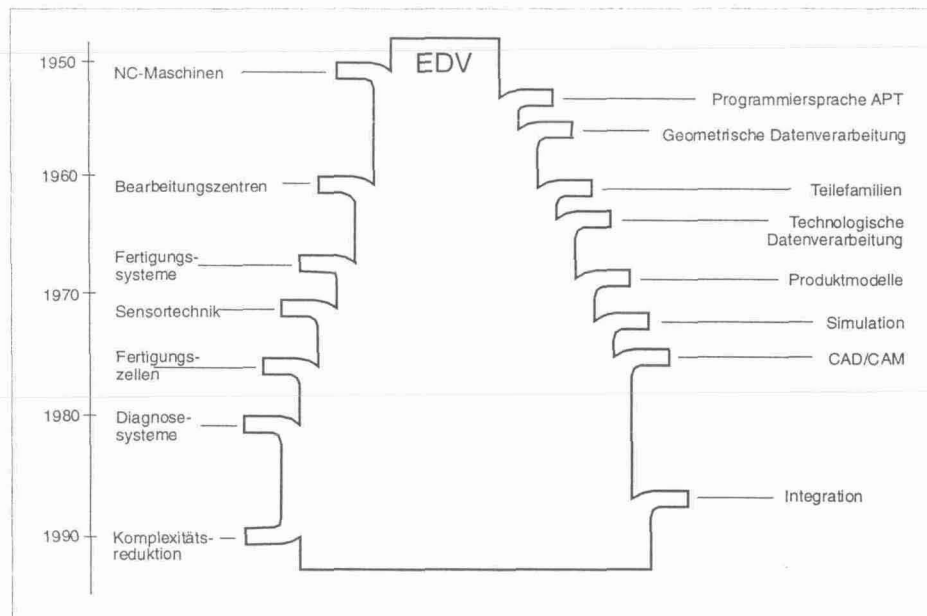 EDV
1950
NC-Maschinen
Programmiersprache APT
Geometrische Datenverarbeitung
1960
Bearbeitungszentren
Teilefamilien
Technologische
Datenverarbeitung
Fertigungs-
systeme
Produktmodelle
1970
Sensortechnik
Simulation
Fertigungs-
zellen
CAD/CAM
1980
Diagnose-
systeme
Integration
1990
Komplexitäts-
reduktion